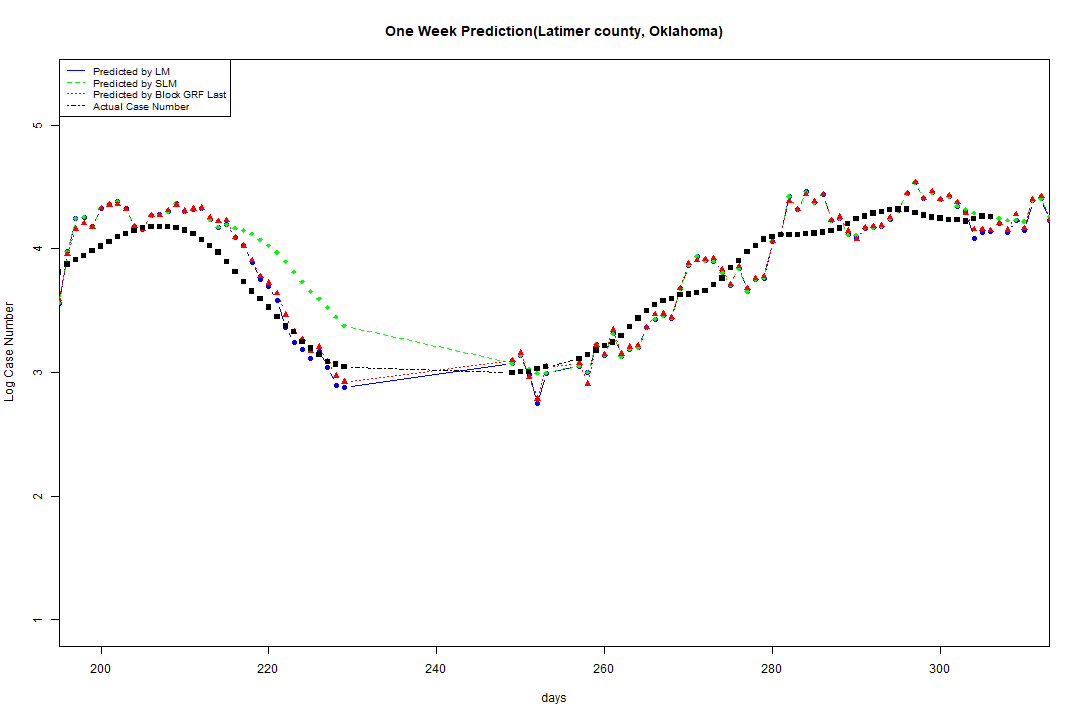 One Week Prediction(Latimer county, Oklahoma)
Predicted by LM
Predicted by SLM
Predicted by Block GRF Last
Actual Case Number
5
4
3
2
1
Log Case Number
200 220 240 260 280 300
days